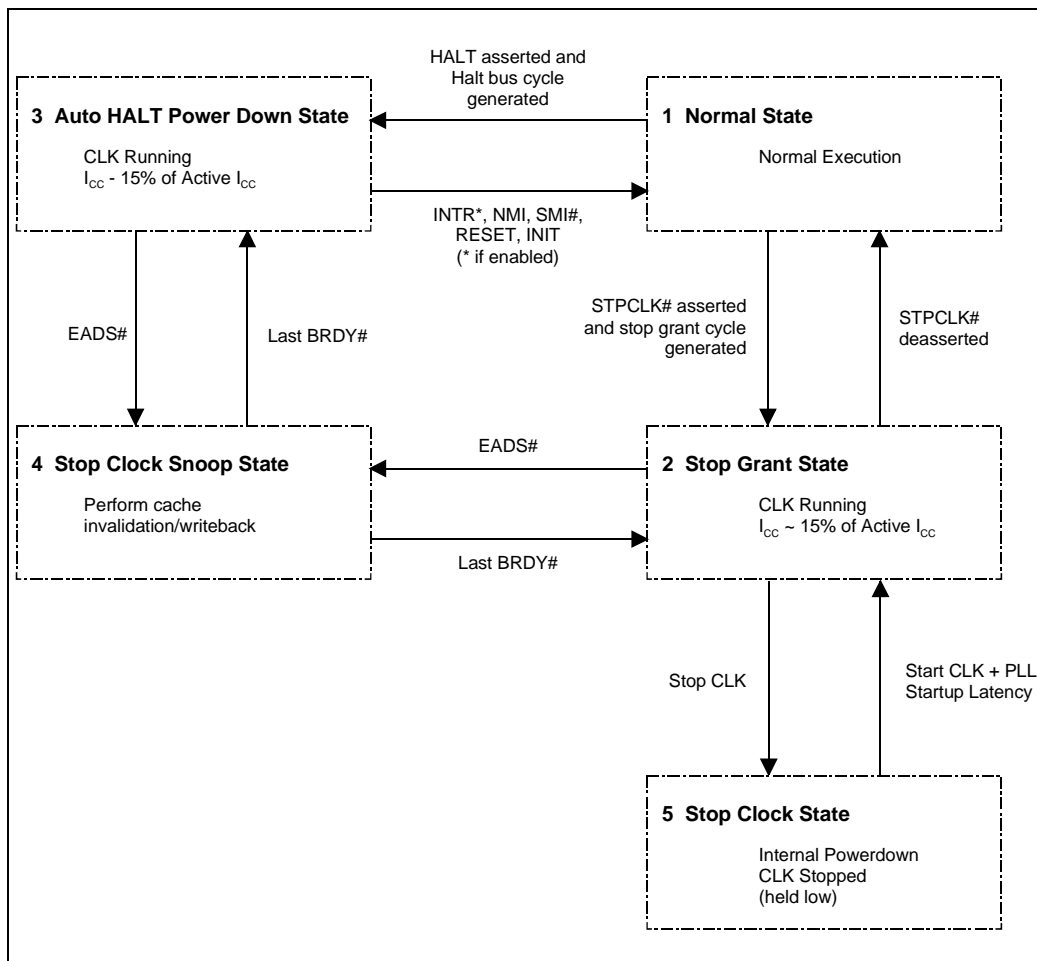 HALT asserted and
Halt bus cycle
generated
3 Auto HALT Power Down State
CLK Running
ICC - 15% of Active ICC
1 Normal State
Normal Execution
INTR*, NMI, SMI#,
RESET, INIT
(* if enabled)
EADS#
Last BRDY#
STPCLK# asserted
and stop grant cycle
generated
STPCLK#
deasserted
4 Stop Clock Snoop State
Perform cache
invalidation/writeback
EADS#
Last BRDY#
2 Stop Grant State
CLK Running
ICC ~ 15% of Active ICC
Stop CLK
Start CLK + PLL
Startup Latency
5 Stop Clock State
Internal Powerdown
CLK Stopped
(held low)